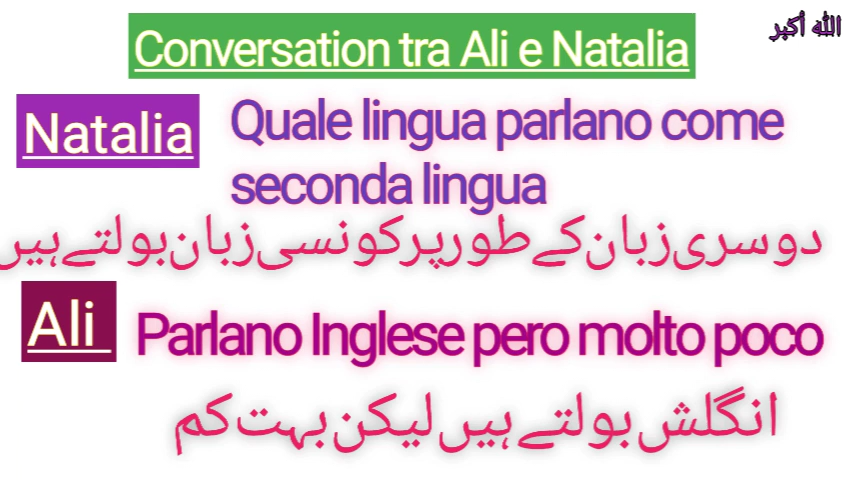 الله أكبر
Conversation tra Ali e Natalia
Natalia
Quale lingua parlano come
seconda lingua
دوسری زبان کے طور پر کونسی زبان بولتے ہیں
Ali
Parlano Inglese pero molto poco
انگلش بولتے ہیں لیکن بہت کم